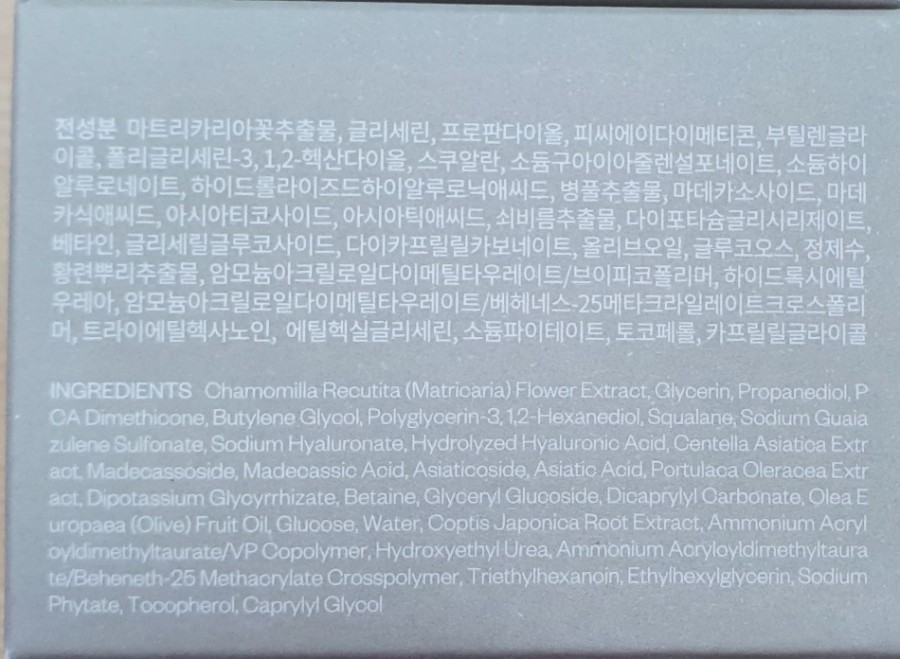 전성분 마트리카리아꽃추출물, 글리세린, 프로판다이올, 피씨에이다이메티콘, 부틸렌글라
이콜, 폴리글리세린-3, 1,2-헥산다이올, 스쿠알란, 소듐구아이아줄렌설포네이트, 소듐하이
알루로네이트, 하이드롤라이즈드하이알루로닉애씨드, 병풀추출물, 마데카소사이드, 마데
카식애씨드, 아시아티코사이드, 아시아틱애씨드, 쇠비름추출물, 다이포타슘글리시리제이트,
베타인, 글리세릴글루코사이드, 다이카프릴릴카보네이트, 올리브오일, 글루코오스, 정제수,
황련뿌리추출물, 암모늄아크릴로일다이메틸타우레이트/브이피코폴리머, 하이드록시에틸
우레아, 암모늄아크릴로일다이메틸타우레이트/베헤네스-25메타크라일레이트크로스폴리
머, 트라이에틸헥사노인, 에틸헥실글리세린, 소듐파이테이트, 토코페롤, 카프릴릴글라이콜
INGREDIENTS Chamomilla Recutita (Matricaria) Flower Extract, Glycerin, Propanediol, P
CA Dimethicone, Butylene Glycol, Polyglycerin-3, 1,2-Hexanediol, Squalane, Sodium Guaia
zulene Sulfonate, Sodium Hyaluronate, Hydrolyzed Hyaluronic Acid, Centella Asiatica Extr
act, Madecassoside, Madecassic Acid, Asiaticoside, Asiatic Acid, Portulaca Oleracea Extr
act, Dipotassium Glycyrrhizate, Betaine, Glyceryl Glucoside, Dicaprylyl Carbonate, Olea E
uropaea (Olive) Fruit Oil, Glucose, Water, Coptis Japonica Root Extract, Ammonium Acryl
oyldimethyltaurate/VP Copolymer, Hydroxyethyl Urea, Ammonium Acryloyldimethyltaura
te/Beheneth-25 Methacrylate Crosspolymer, Triethylhexanoin, Ethylhexylglycerin, Sodium
Phytate, Tocopherol, Caprylyl Glycol